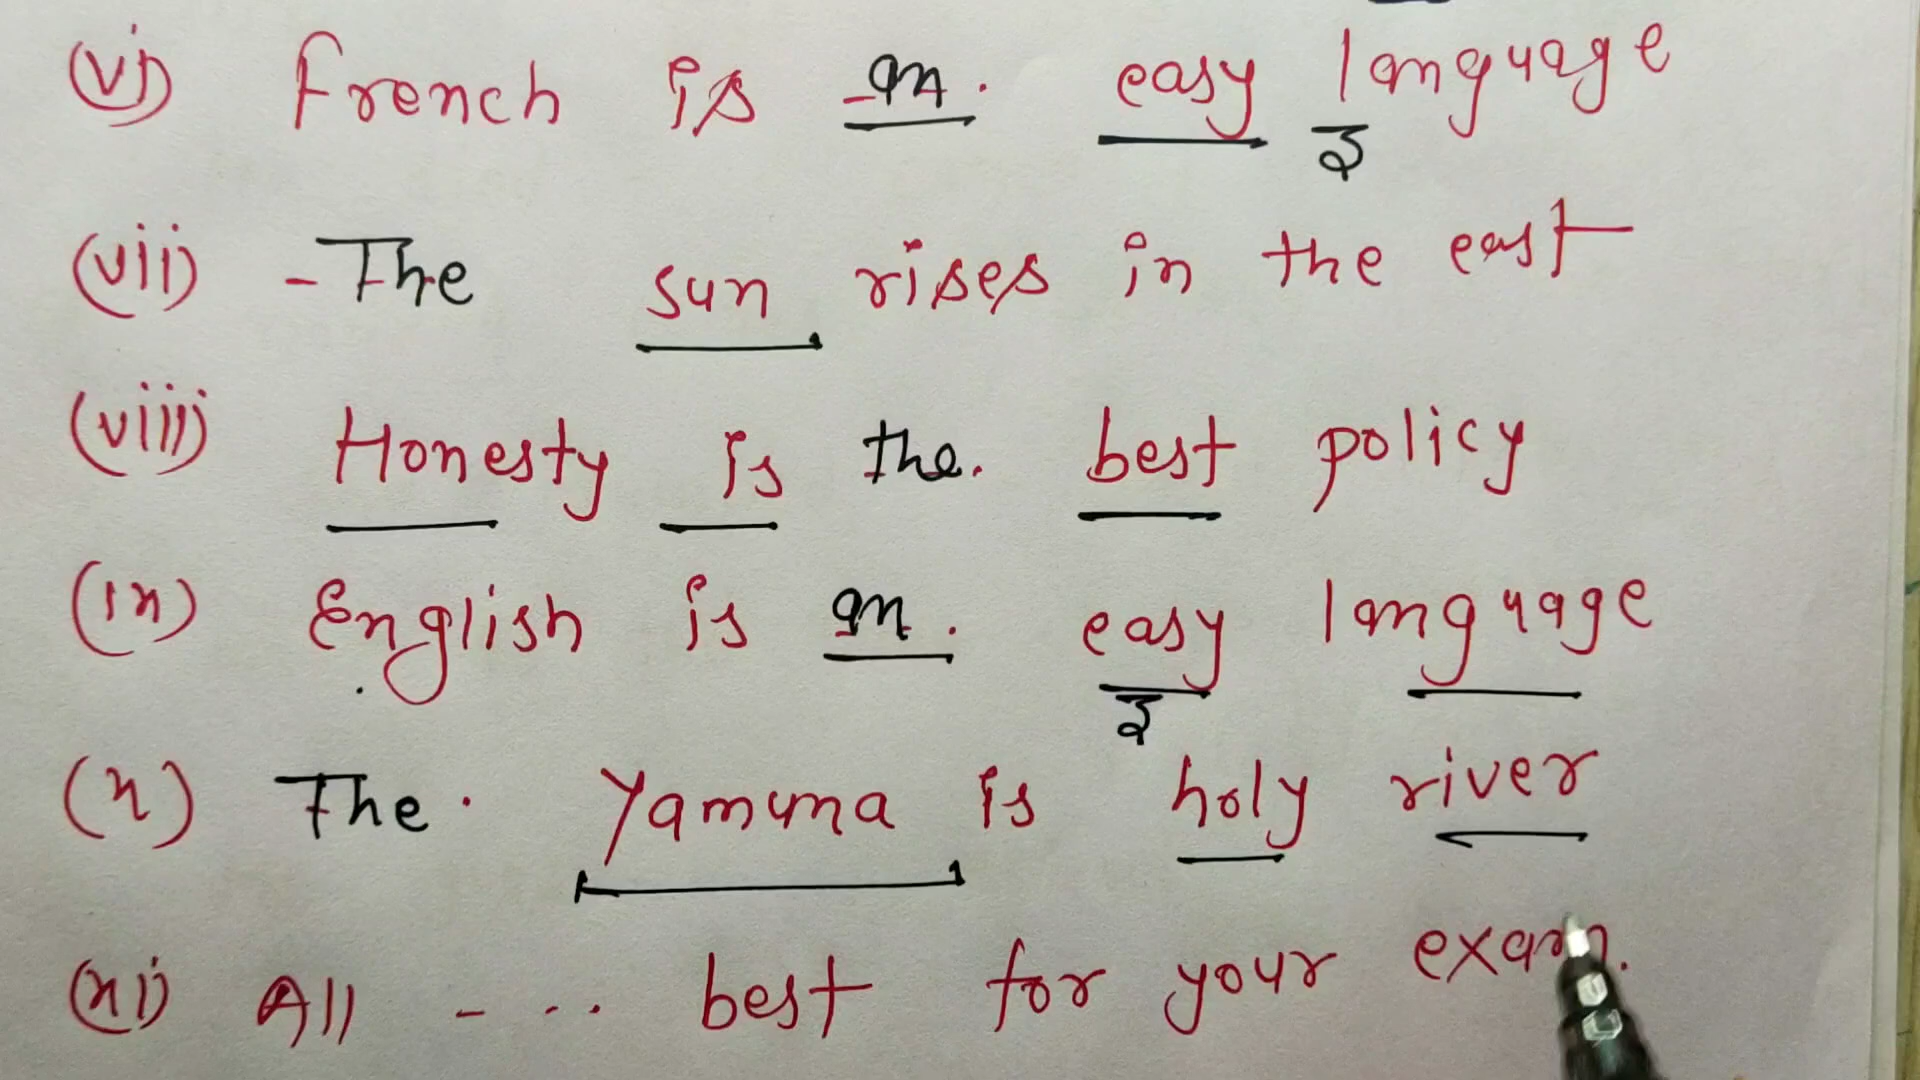 (vi) French is an. easy language
इ
(vii) - The sun rises in the east
(viii) Honesty is the. best policy
(ix) English is an. easy language
इ
(x) The. Yamuna is holy river
(xi) All - ... best for your exam.